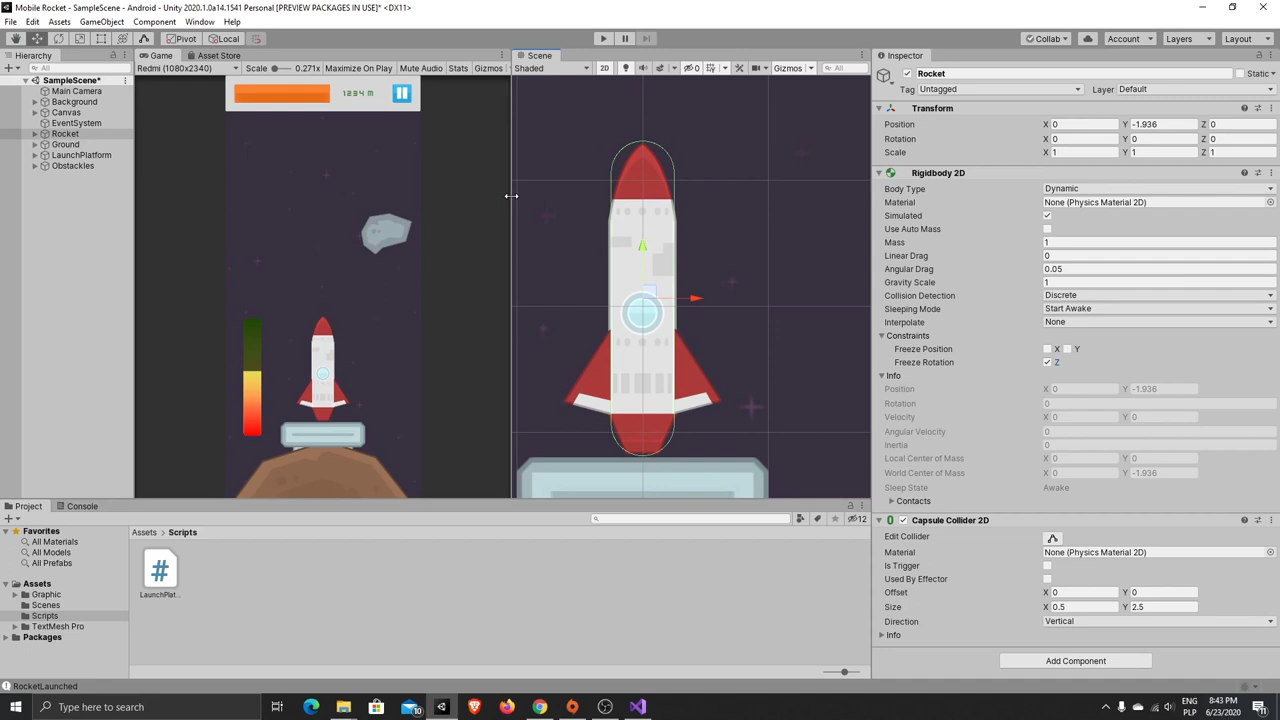 Mobile Rocket - SampleScene - Android - Unity 2020.1.0a14.1541 Personal [PREVIEW PACKAGES IN USE]* <DX11>
File Edit Assets GameObject Component Window Help
Pivot Local Collab Account Layers Layout
Hierarchy
All
SampleScene*
Main Camera
Background
Canvas
EventSystem
Rocket
Ground
LaunchPlatform
Obstacles
Game Asset Store
Redmi (1080x2340) Scale 0.271x Maximize On Play Mute Audio Stats Gizmos
1234 M
Scene
Shaded 2D 0 Gizmos All
Inspector
Rocket Static
Tag Untagged Layer Default
Transform
Position X 0 Y -1.936 Z 0
Rotation X 0 Y 0 Z 0
Scale X 1 Y 1 Z 1
Rigidbody 2D
Body Type Dynamic
Material None (Physics Material 2D)
Simulated
Use Auto Mass
Mass 1
Linear Drag 0
Angular Drag 0.05
Gravity Scale 1
Collision Detection Discrete
Sleeping Mode Start Awake
Interpolate None
Constraints
Freeze Position X Y
Freeze Rotation Z
Info
Position X 0 Y -1.936
Rotation 0
Velocity X 0 Y 0
Angular Velocity 0
Inertia 0
Local Center of Mass X 0 Y 0
World Center of Mass X 0 Y -1.936
Sleep State Awake
Contacts
Capsule Collider 2D
Edit Collider
Material None (Physics Material 2D)
Is Trigger
Used By Effector
Offset X 0 Y 0
Size X 0.5 Y 2.5
Direction Vertical
Info
Add Component
Project Console
12
Favorites
All Materials
All Models
All Prefabs
Assets
Graphic
Scenes
Scripts
TextMesh Pro
Packages
Assets Scripts
#
LaunchPlat...
RocketLaunched
Type here to search
10
ENG
PLP
8:43 PM
6/23/2020